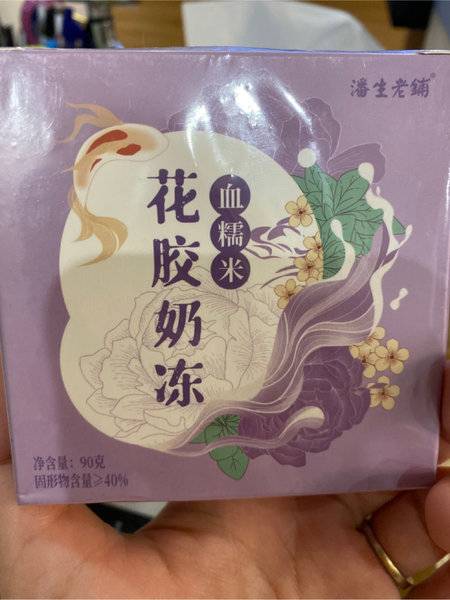 潘生老鋪®
血糯米
花胶奶冻
净含量：90克
固形物含量≥40%